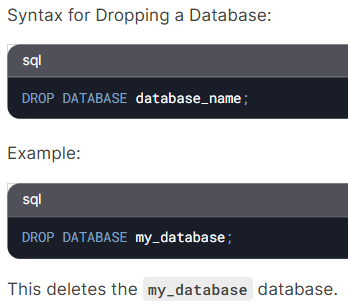 Syntax for Dropping a Database:
sql
DROP DATABASE database_name;
Example:
sql
DROP DATABASE my_database;
This deletes the my_database database.